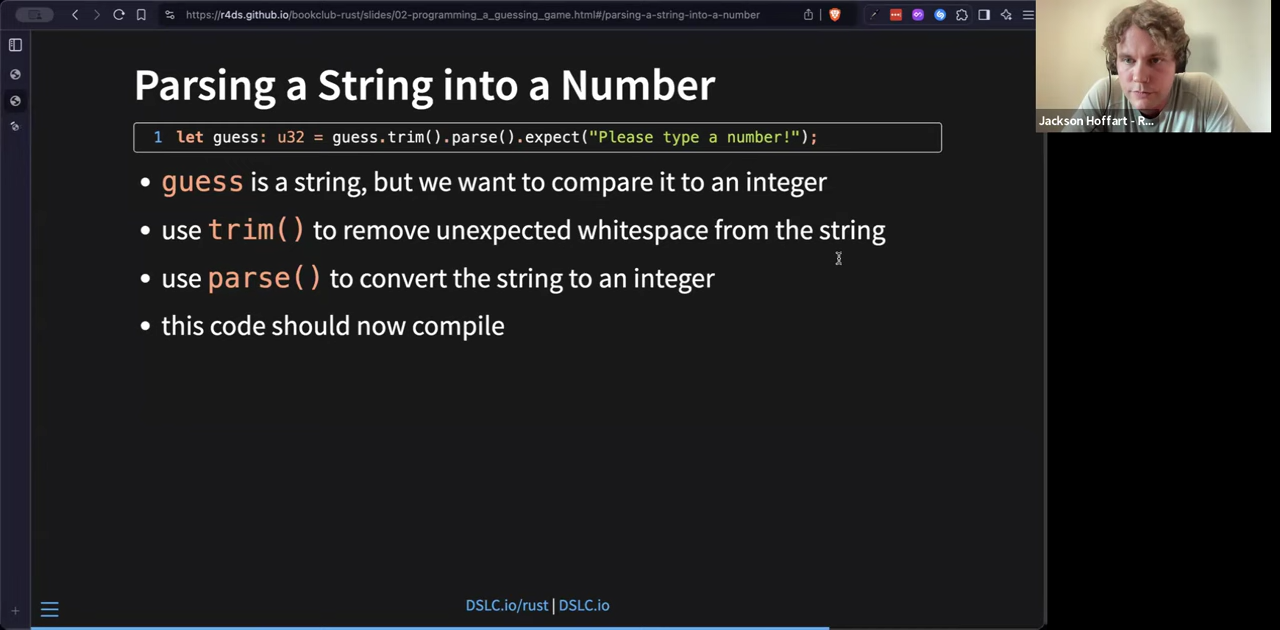 https://r4ds.github.io/bookclub-rust/slides/02-programming_a_guessing_game.html#/parsing-a-string-into-a-number
Jackson Hoffart - R...
Parsing a String into a Number
1 let guess: u32 = guess.trim().parse().expect("Please type a number!");
• guess is a string, but we want to compare it to an integer
• use trim() to remove unexpected whitespace from the string
• use parse() to convert the string to an integer
• this code should now compile
DSLC.io/rust | DSLC.io